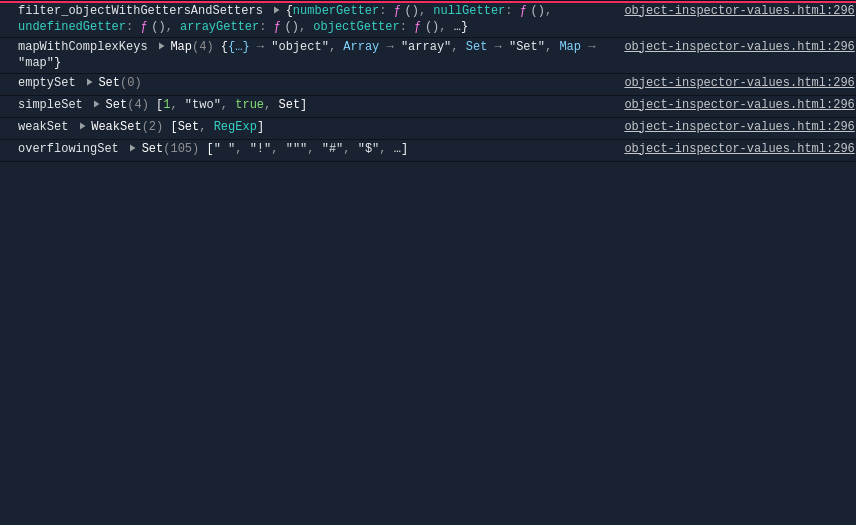 filter_objectWithGettersAndSetters ▶ {numberGetter: ƒ (), nullGetter: ƒ (), object-inspector-values.html:296
undefinedGetter: ƒ (), arrayGetter: ƒ (), objectGetter: ƒ (), …}
mapWithComplexKeys ▶ Map(4) {{…} → "object", Array → "array", Set → "Set", Map → object-inspector-values.html:296
"map"}
emptySet ▶ Set(0) object-inspector-values.html:296
simpleSet ▶ Set(4) [1, "two", true, Set] object-inspector-values.html:296
weakSet ▶ WeakSet(2) [Set, RegExp] object-inspector-values.html:296
overflowingSet ▶ Set(105) [" ", "!", """, "#", "$", …] object-inspector-values.html:296